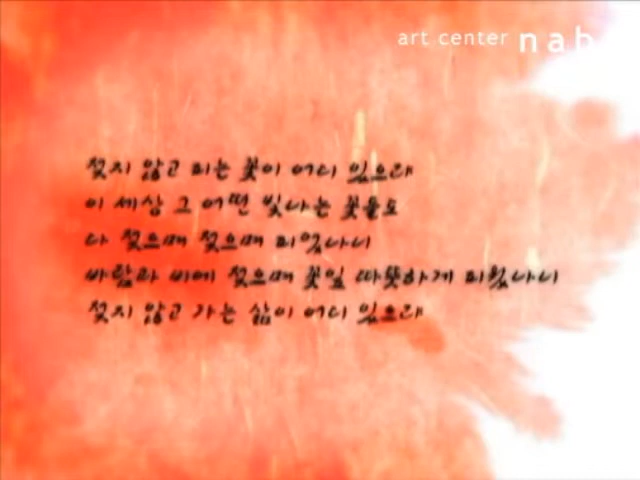 art center nab
젖지 않고 피는 꽃이 어디 있으랴
이 세상 그 어떤 빛나는 꽃들도
다 젖으며 젖으며 피었나니
바람과 비에 젖으며 꽃잎 따뜻하게 피웠나니
젖지 않고 가는 삶이 어디 있으랴